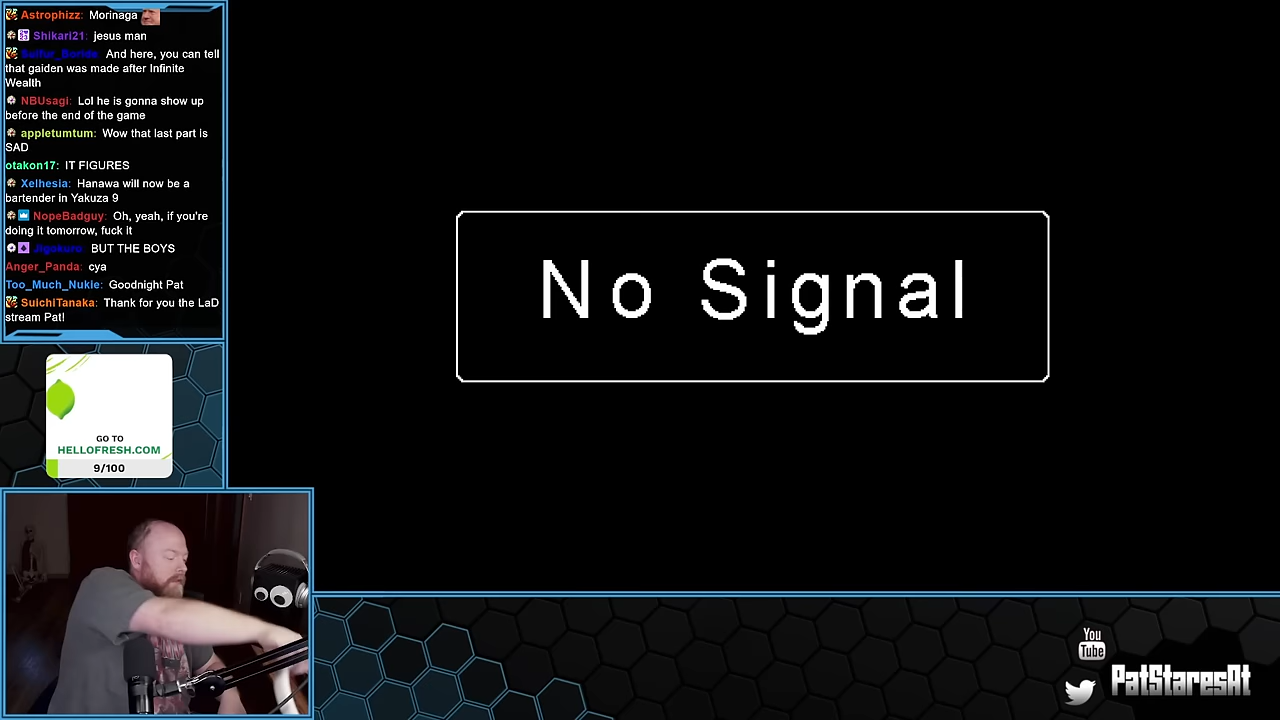 Astrophizz: Morinaga
Shikari21: jesus man
Sulfur_Boride: And here, you can tell
that gaiden was made after Infinite
Wealth
NBUsagi: Lol he is gonna show up
before the end of the game
appletumtum: Wow that last part is
SAD
otakon17: IT FIGURES
Xelhesia: Hanawa will now be a
bartender in Yakuza 9
NopeBadguy: Oh, yeah, if you're
doing it tomorrow, fuck it
Jigokuro: BUT THE BOYS
Anger_Panda: cya
Too_Much_Nukie: Goodnight Pat
SuichiTanaka: Thank for you the LaD
stream Pat!
No Signal
GO TO
HELLOFRESH.COM
9/100
You
Tube
PatStaresAt